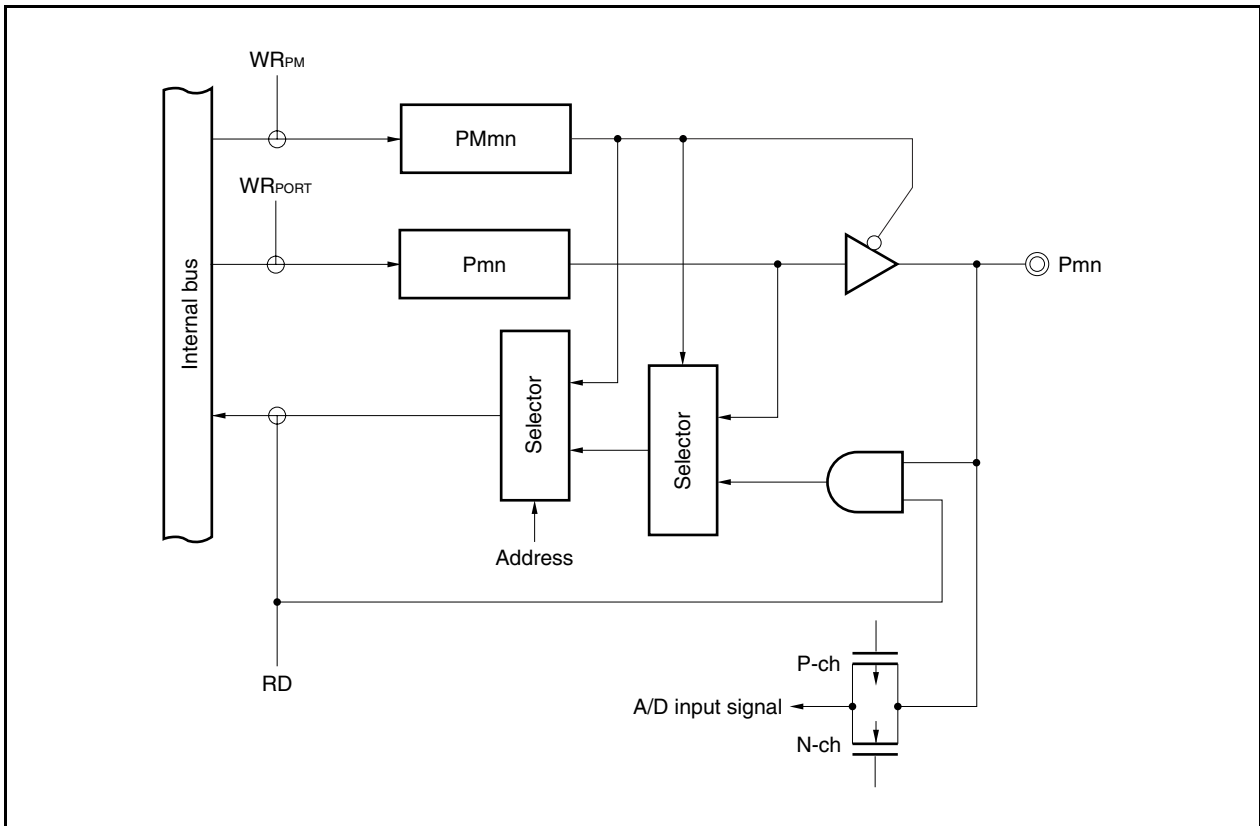 WRPM
PMmn
WRPORT
Pmn
Pmn
Internal bus
Selector
Selector
Address
RD
P-ch
A/D input signal
N-ch